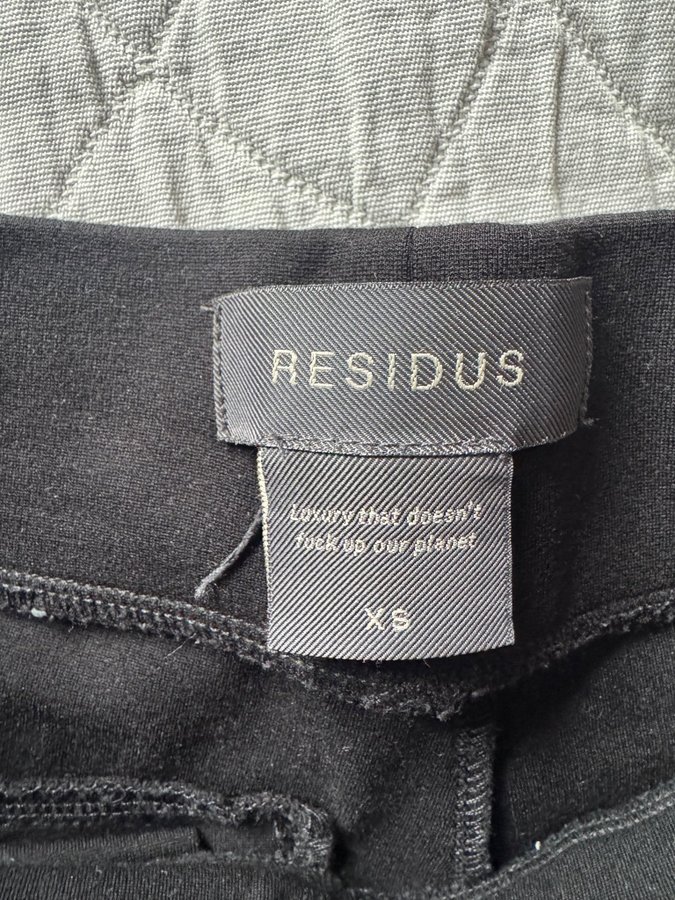 RESIDUS
Luxury that doesn't
fuck up our planet
XS